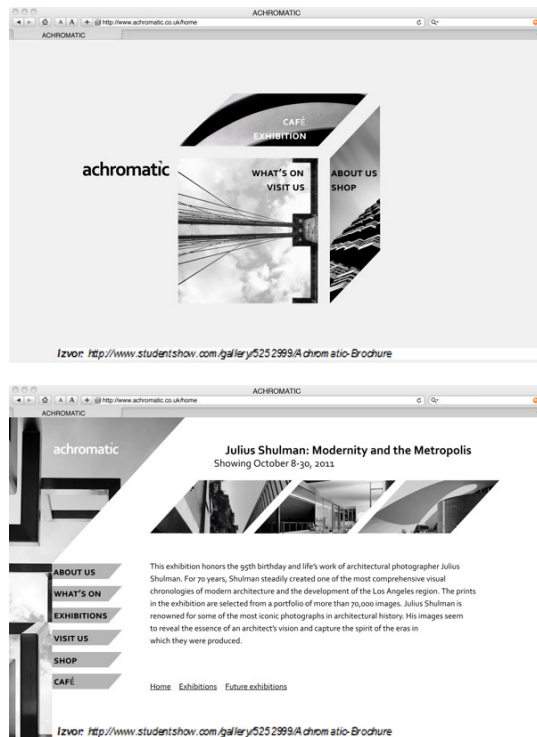 ACHROMATIC
http://www.achromatic.co.uk/home
ACHROMATIC
CAFÉ
EXHIBITION
achromatic
WHAT'S ON
VISIT US
ABOUT US
SHOP
Izvor: http://www.studentshow.com/gallery/5252999/Achromatic-Brochure
ACHROMATIC
http://www.achromatic.co.uk/home
ACHROMATIC
achromatic
Julius Shulman: Modernity and the Metropolis
Showing October 8-30, 2011
ABOUT US
WHAT'S ON
EXHIBITIONS
VISIT US
SHOP
CAFÉ
This exhibition honors the 95th birthday and life's work of architectural photographer Julius
Shulman. For 70 years, Shulman steadily created one of the most comprehensive visual
chronologies of modern architecture and the development of the Los Angeles region. The prints
in the exhibition are selected from a portfolio of more than 70,000 images. Julius Shulman is
renowned for some of the most iconic photographs in architectural history. His images seem
to reveal the essence of an architect's vision and capture the spirit of the eras in
which they were produced.
Home Exhibitions Future exhibitions
Izvor: http://www.studentshow.com/gallery/5252999/Achromatic-Brochure